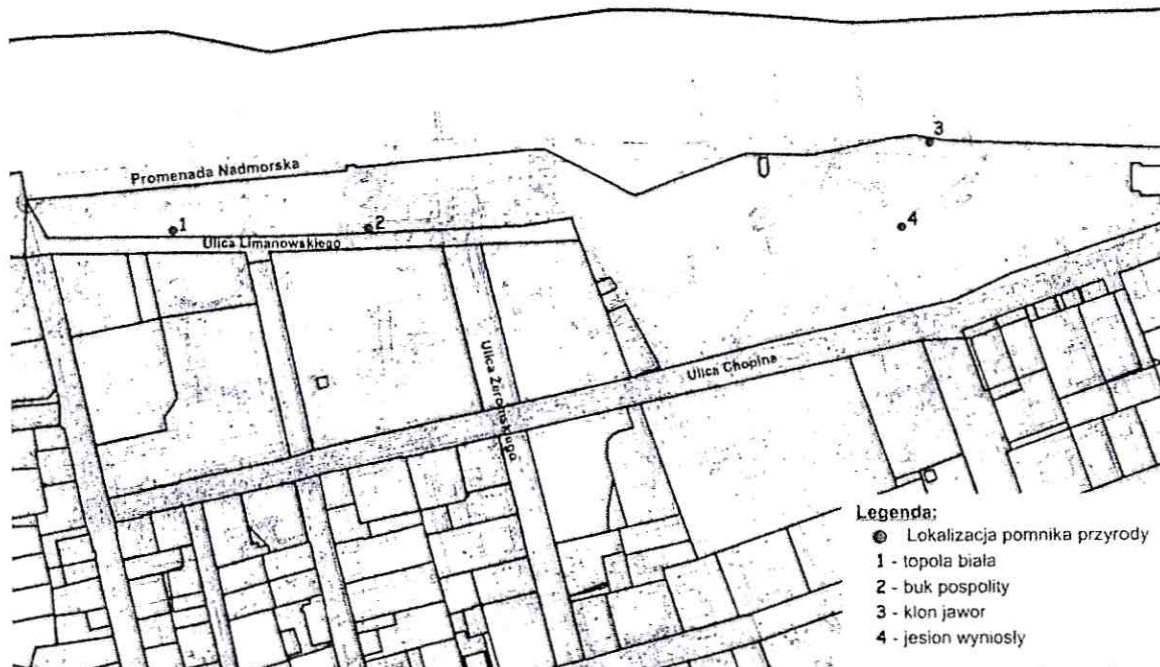 3
Promenada Nadmorska
1
2
4
Ulica Limanowskiego
Ulica Chopina
Ulica Żeromskiego
Legenda:
Lokalizacja pomnika przyrody
1 - topola biała
2 - buk pospolity
3 - klon jawor
4 - jesion wyniosły